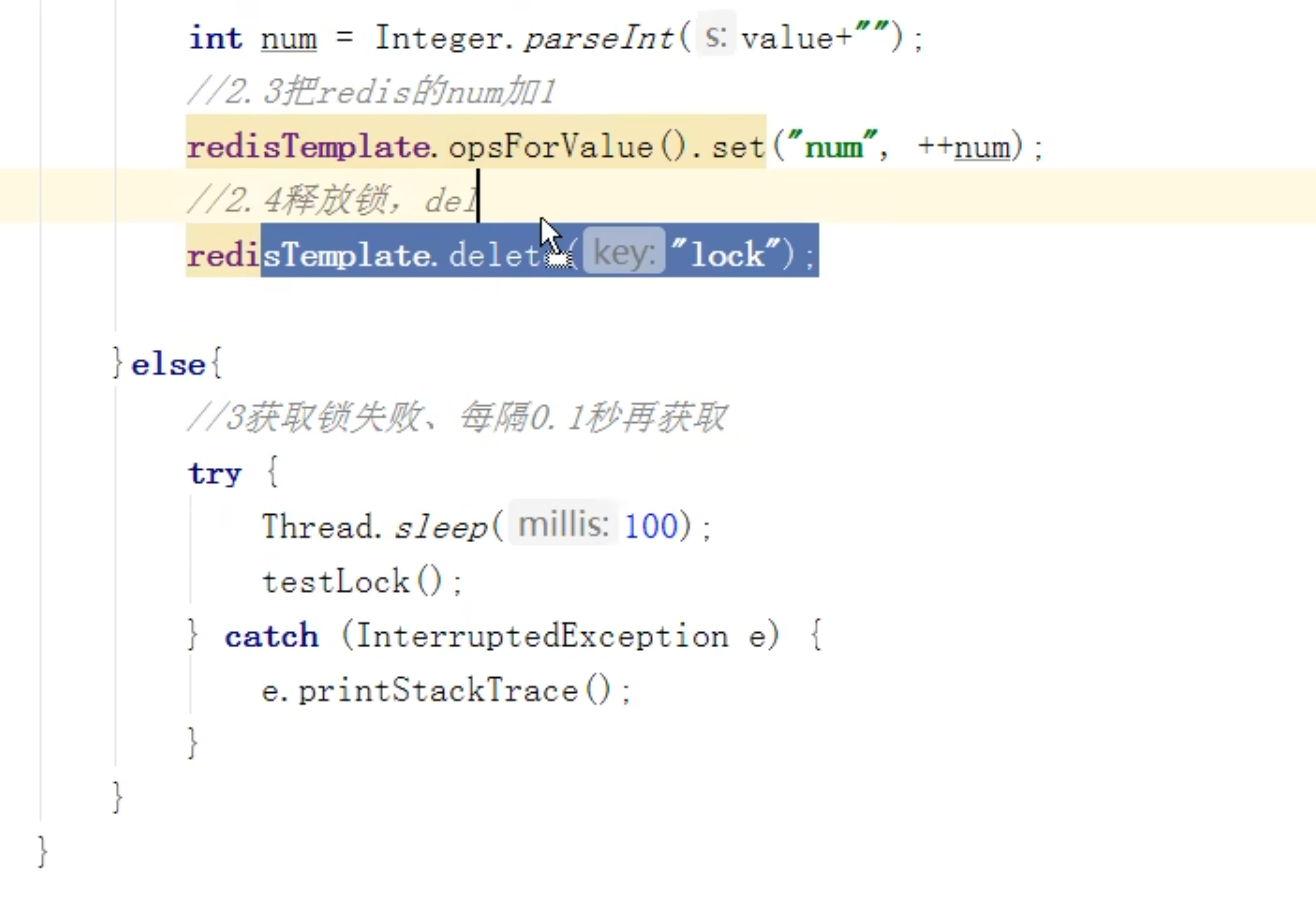 int num = Integer.parseInt( s: value+"");
//2.3把redis的num加1
redisTemplate.opsForValue().set("num", ++num);
//2.4释放锁，del
redisTemplate.delete( key: "lock");
}else{
//3获取锁失败、每隔0.1秒再获取
try {
Thread.sleep( millis: 100);
testLock();
} catch (InterruptedException e) {
e.printStackTrace();
}
}
}